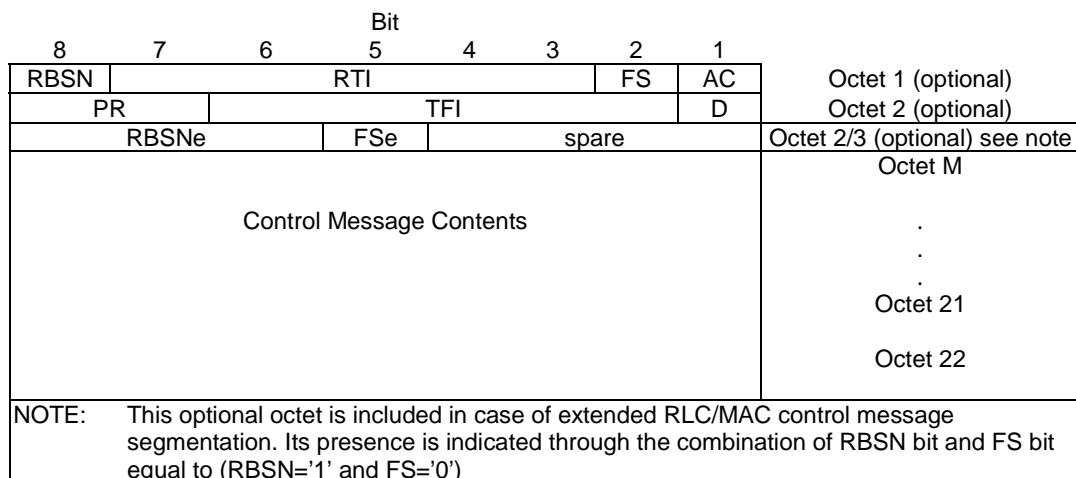 Bit
8 7 6 5 4 3 2 1
RBSN RTI FS AC Octet 1 (optional)
PR TFI D Octet 2 (optional)
RBSNe FSe spare Octet 2/3 (optional) see note
Octet M
Control Message Contents .
.
.
Octet 21
Octet 22
NOTE: This optional octet is included in case of extended RLC/MAC control message
segmentation. Its presence is indicated through the combination of RBSN bit and FS bit
equal to (RBSN='1' and FS='0')